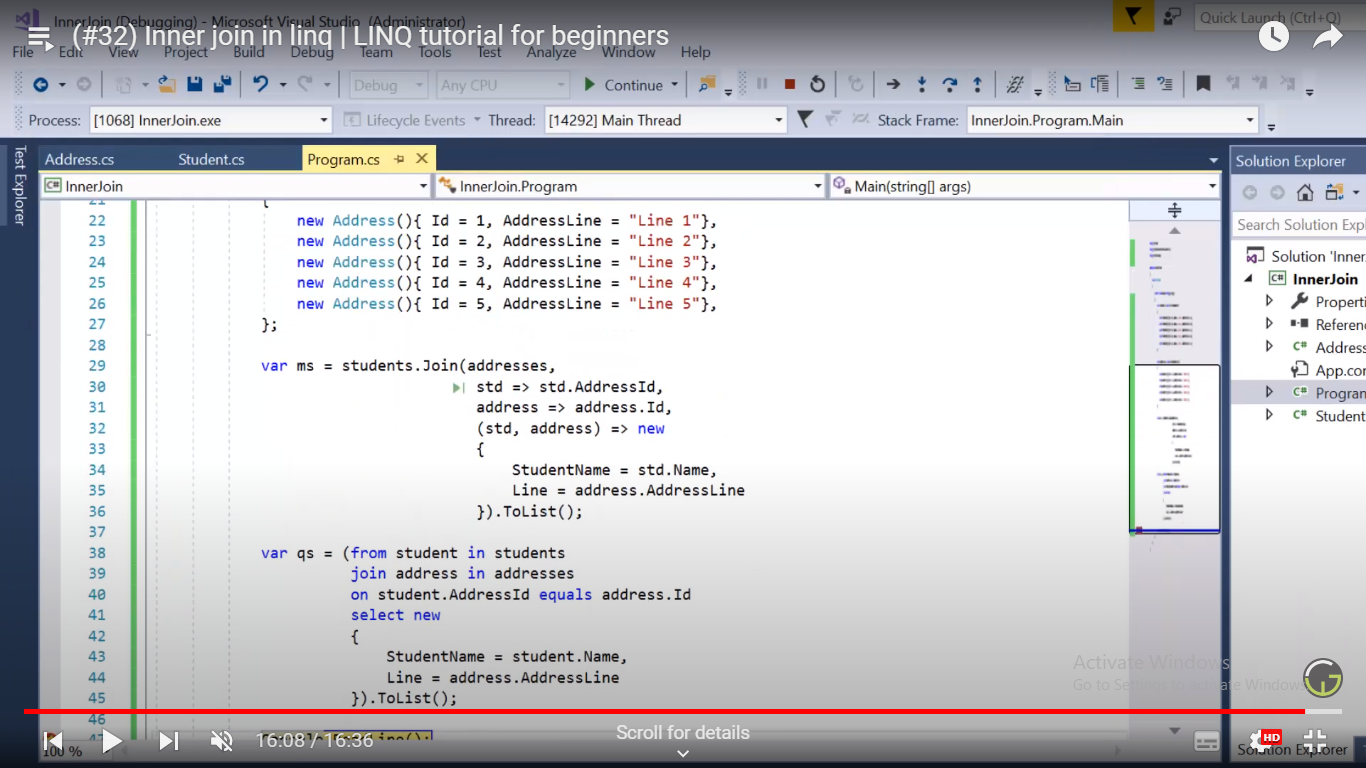 InnerJoin (Debugging) - Microsoft Visual Studio (Administrator)
Quick Launch (Ctrl+Q)
(#32) Inner join in linq | LINQ tutorial for beginners
File Edit View Project Build Debug Team Tools Test Analyze Window Help
Debug Any CPU Continue
Process: [1068] InnerJoin.exe Lifecycle Events Thread: [14292] Main Thread Stack Frame: InnerJoin.Program.Main
Test Explorer
Address.cs Student.cs Program.cs
InnerJoin InnerJoin.Program Main(string[] args)
21 {
22 new Address(){ Id = 1, AddressLine = "Line 1"},
23 new Address(){ Id = 2, AddressLine = "Line 2"},
24 new Address(){ Id = 3, AddressLine = "Line 3"},
25 new Address(){ Id = 4, AddressLine = "Line 4"},
26 new Address(){ Id = 5, AddressLine = "Line 5"},
27 };
28
29 var ms = students.Join(addresses,
30 std => std.AddressId,
31 address => address.Id,
32 (std, address) => new
33 {
34 StudentName = std.Name,
35 Line = address.AddressLine
36 }).ToList();
37
38 var qs = (from student in students
39 join address in addresses
40 on student.AddressId equals address.Id
41 select new
42 {
43 StudentName = student.Name,
44 Line = address.AddressLine
45 }).ToList();
46
47
100 %
Solution Explorer
Search Solution Expl
Solution 'Inner
C# InnerJoin
Properti
Referen
C# Address
App.con
C# Program
C# Student
Activate Windows
Go to Settings to activate Windows
16:08 / 16:36
Scroll for details
HD
Solution Explorer